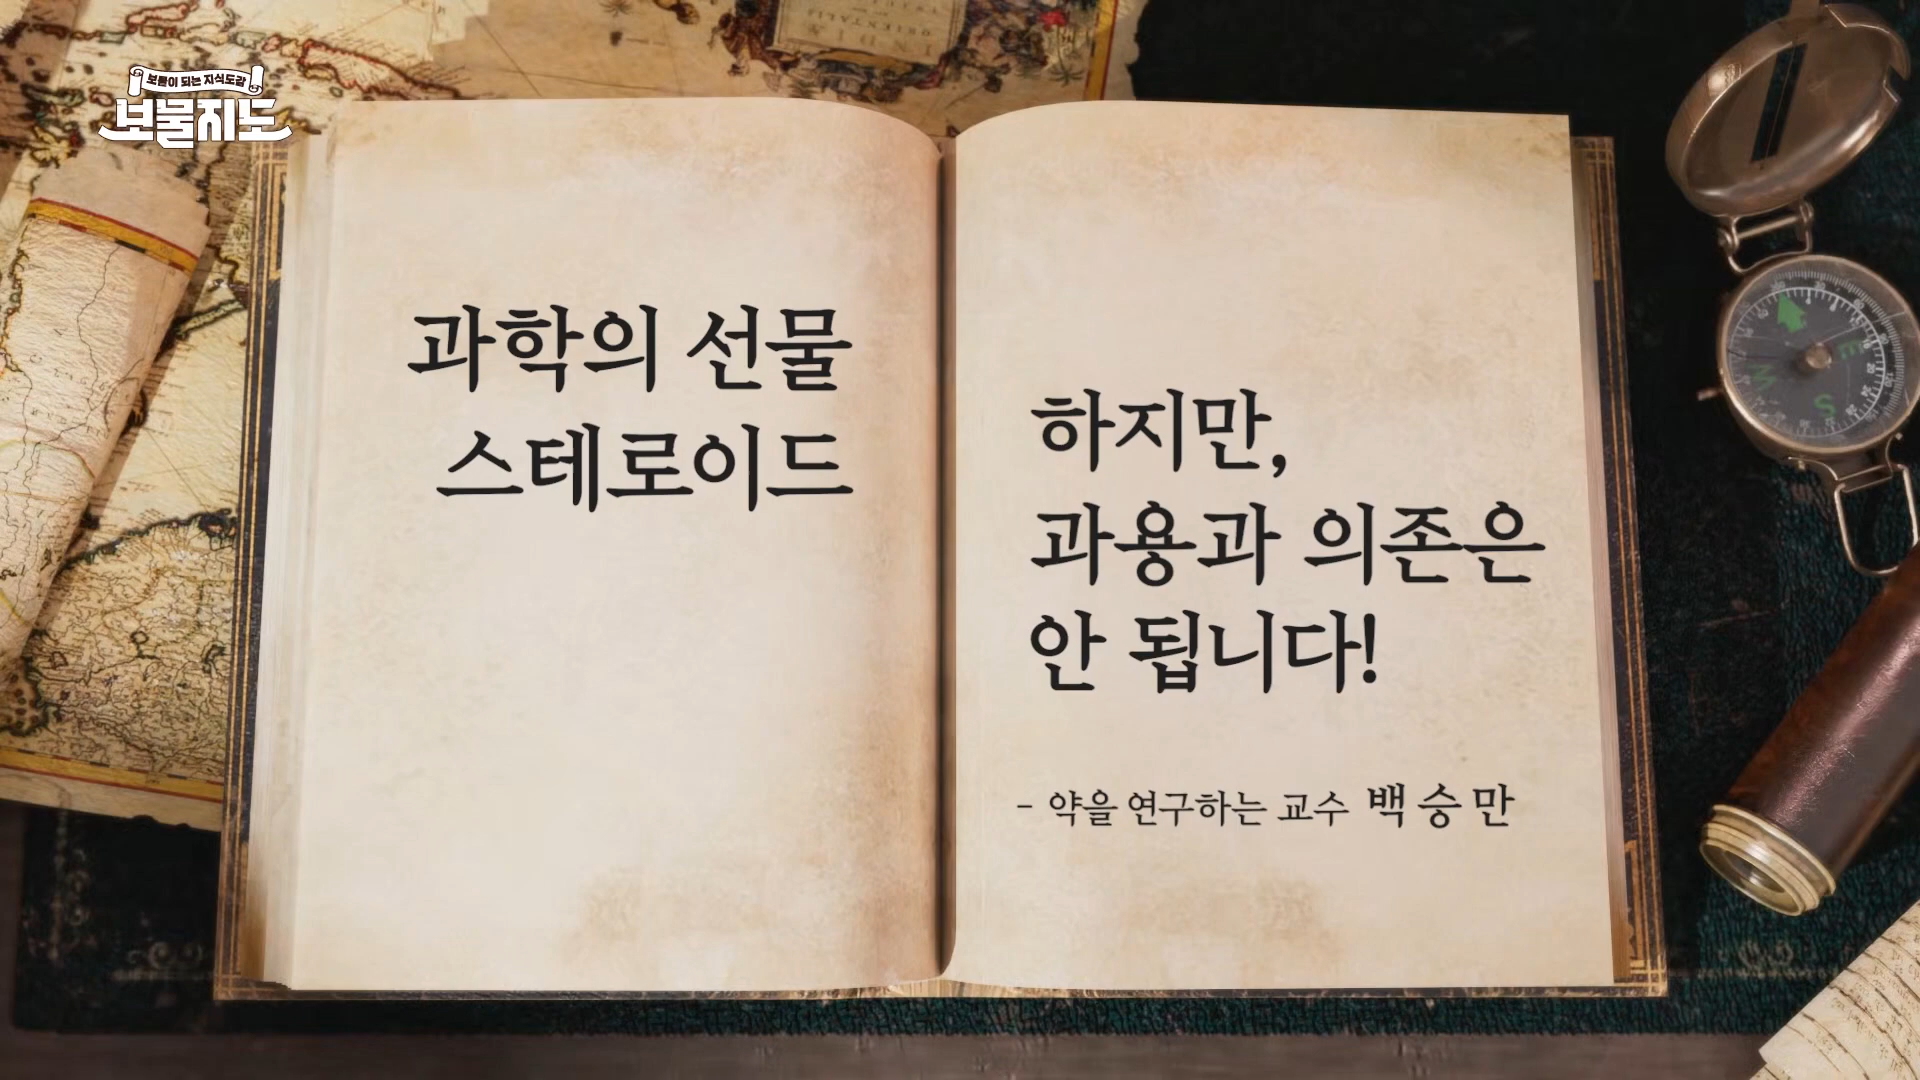 보물이 되는 지식도감
보물지도
과학의 선물
스테로이드
하지만,
과용과 의존은
안 됩니다!
- 약을 연구하는 교수 백승만
ORIENTALIS
E
S